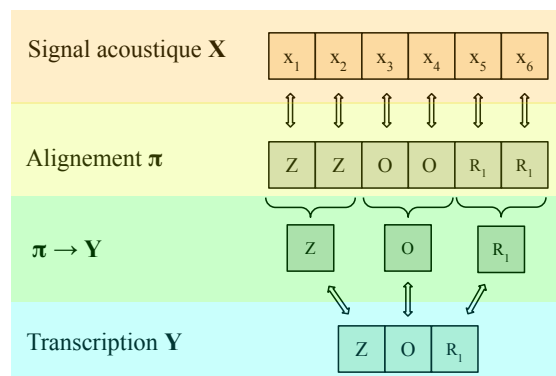 Signal acoustique X
x1 x2 x3 x4 x5 x6
Alignement π
Z Z O O R1 R1
π → Y
Z O R1
Transcription Y
Z O R1